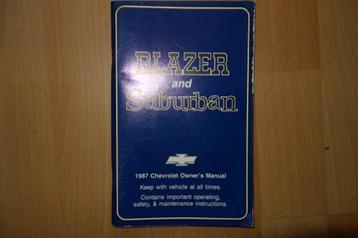 BLAZER
and
Suburban
1987 Chevrolet Owner's Manual
Keep with vehicle at all times.
Contains important operating,
safety, & maintenance instructions.